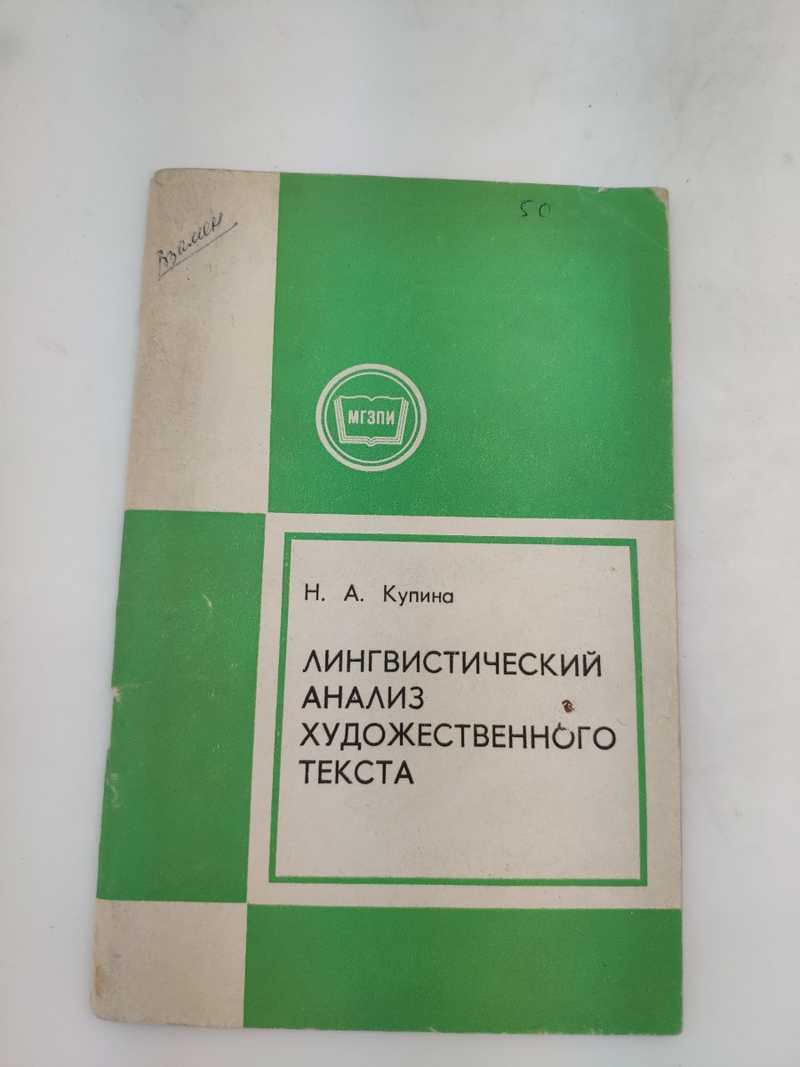 Взамен
50
МГЗПИ
Н. А. Купина
ЛИНГВИСТИЧЕСКИЙ
АНАЛИЗ
ХУДОЖЕСТВЕННОГО
ТЕКСТА